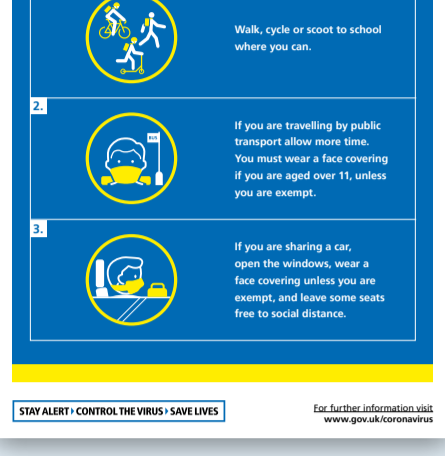 Walk, cycle or scoot to school
where you can.
2.
BUS
If you are travelling by public
transport allow more time.
You must wear a face covering
if you are aged over 11, unless
you are exempt.
3.
If you are sharing a car,
open the windows, wear a
face covering unless you are
exempt, and leave some seats
free to social distance.
STAY ALERT CONTROL THE VIRUS SAVE LIVES
For further information visit
www.gov.uk/coronavirus